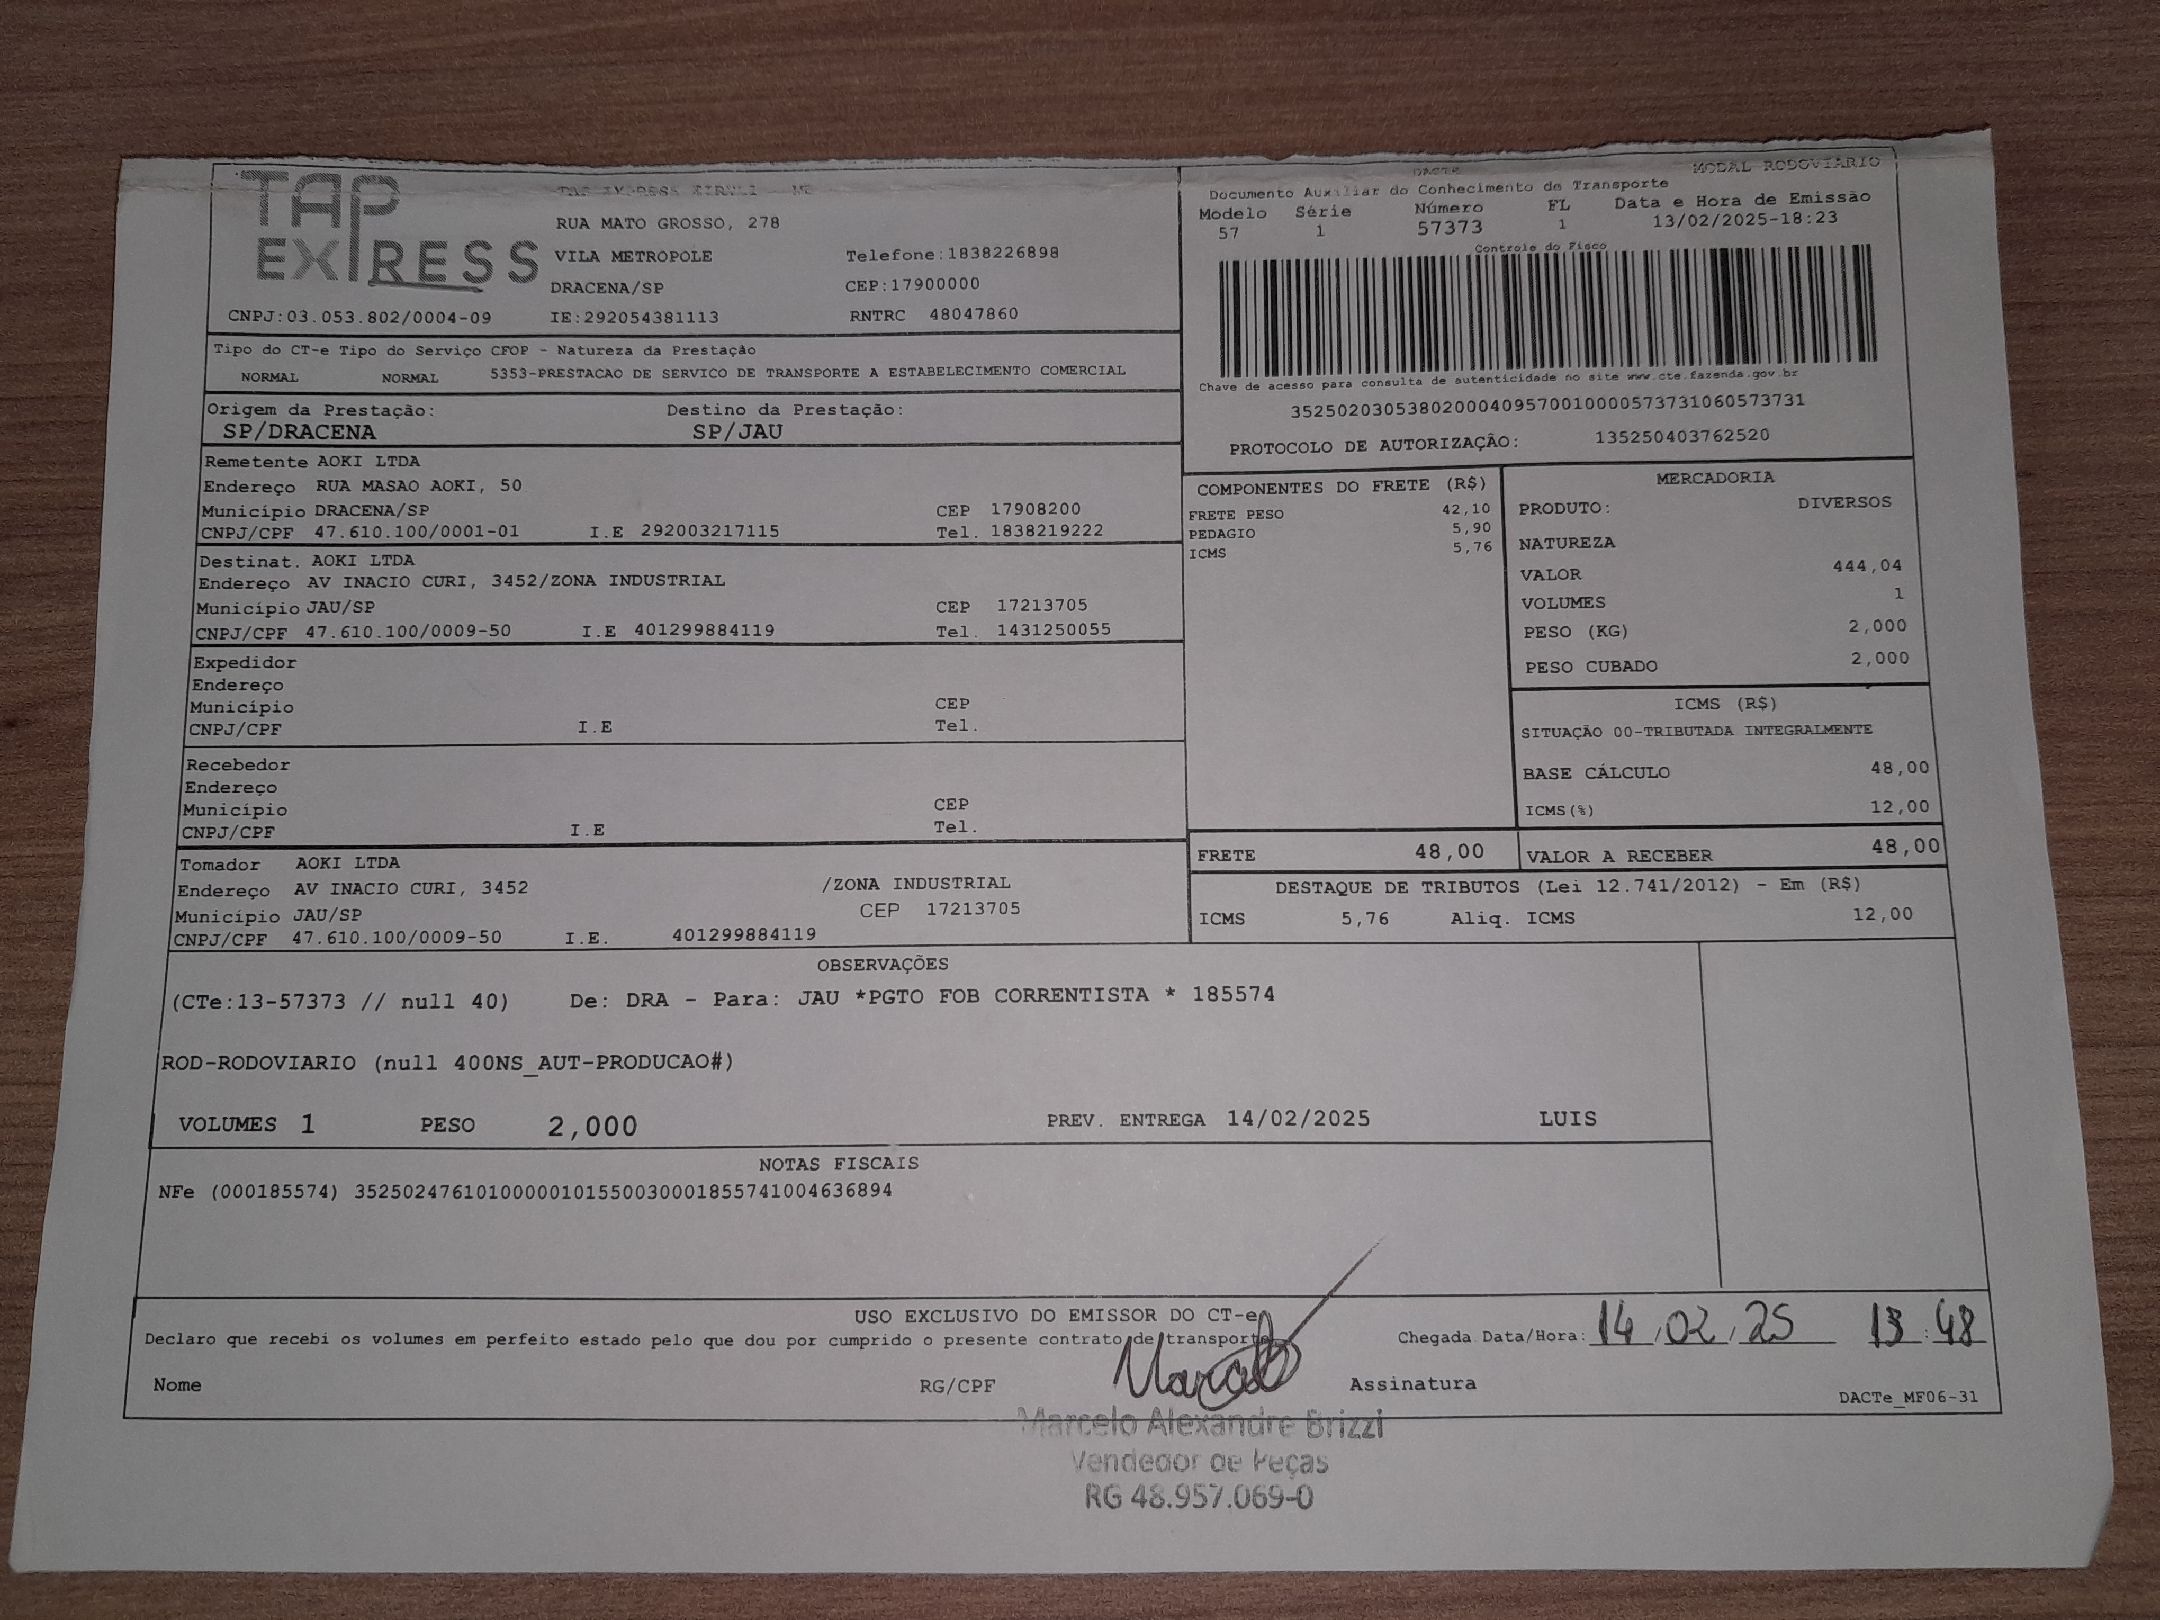 TAP
EXPRESS
TAP EXPRESS EIRELI - ME
RUA MATO GROSSO, 278
VILA METROPOLE Telefone:1838226898
DRACENA/SP CEP:17900000
CNPJ:03.053.802/0004-09 IE:292054381113 RNTRC 48047860
DACTE MODAL RODOVIÁRIO
Documento Auxiliar do Conhecimento de Transporte
Modelo Série Número FL Data e Hora de Emissão
57 1 57373 1 13/02/2025-18:23
Controle do Fisco
Chave de acesso para consulta de autenticidade no site www.cte.fazenda.gov.br
35250203053802000409570010000573731060573731
PROTOCOLO DE AUTORIZAÇÃO: 135250403762520
Tipo do CT-e Tipo do Serviço CFOP - Natureza da Prestação
NORMAL NORMAL 5353-PRESTACAO DE SERVICO DE TRANSPORTE A ESTABELECIMENTO COMERCIAL
Origem da Prestação: Destino da Prestação:
SP/DRACENA SP/JAU
Remetente AOKI LTDA
Endereço RUA MASAO AOKI, 50
Município DRACENA/SP CEP 17908200
CNPJ/CPF 47.610.100/0001-01 I.E 292003217115 Tel. 1838219222
Destinat. AOKI LTDA
Endereço AV INACIO CURI, 3452/ZONA INDUSTRIAL
Município JAU/SP CEP 17213705
CNPJ/CPF 47.610.100/0009-50 I.E 401299884119 Tel. 1431250055
Expedidor
Endereço
Município CEP
CNPJ/CPF I.E Tel.
Recebedor
Endereço
Município CEP
CNPJ/CPF I.E Tel.
Tomador AOKI LTDA
Endereço AV INACIO CURI, 3452 /ZONA INDUSTRIAL
Município JAU/SP CEP 17213705
CNPJ/CPF 47.610.100/0009-50 I.E. 401299884119
COMPONENTES DO FRETE (R$)
FRETE PESO 42,10
PEDAGIO 5,90
ICMS 5,76
MERCADORIA
PRODUTO: DIVERSOS
NATUREZA
VALOR 444,04
VOLUMES 1
PESO (KG) 2,000
PESO CUBADO 2,000
ICMS (R$)
SITUAÇÃO 00-TRIBUTADA INTEGRALMENTE
BASE CÁLCULO 48,00
ICMS(%) 12,00
FRETE 48,00 VALOR A RECEBER 48,00
DESTAQUE DE TRIBUTOS (Lei 12.741/2012) - Em (R$)
ICMS 5,76 Aliq. ICMS 12,00
OBSERVAÇÕES
(CTe:13-57373 // null 40) De: DRA - Para: JAU *PGTO FOB CORRENTISTA * 185574
ROD-RODOVIARIO (null 400NS_AUT-PRODUCAO#)
VOLUMES 1 PESO 2,000 PREV. ENTREGA 14/02/2025 LUIS
NOTAS FISCAIS
NFe (000185574) 35250247610100000101550030001855741004636894
USO EXCLUSIVO DO EMISSOR DO CT-e
Declaro que recebi os volumes em perfeito estado pelo que dou por cumprido o presente contrato de transporte Chegada Data/Hora: 14/02/25 13:48
Nome RG/CPF Marcelo Assinatura
DACTe_MF06-31
Marcelo Alexandre Brizzi
Vendedor de Peças
RG 48.957.069-0